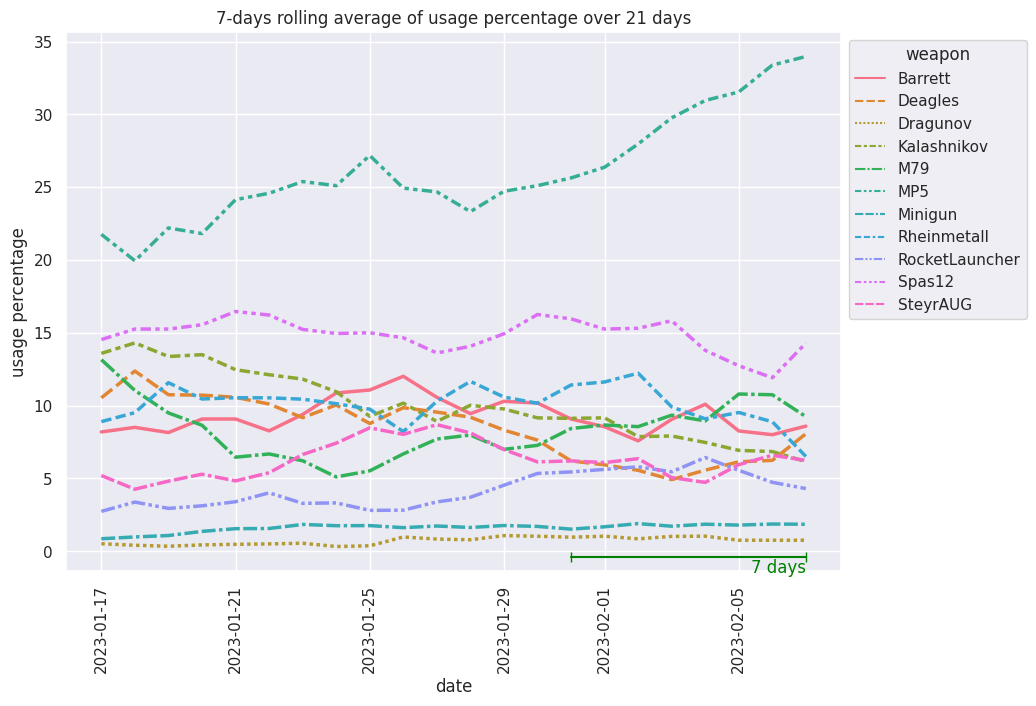 7-days rolling average of usage percentage over 21 days
35
30
25
20
15
10
5
0
usage percentage
weapon
Barrett
Deagles
Dragunov
Kalashnikov
M79
MP5
Minigun
Rheinmetall
RocketLauncher
Spas12
SteyrAUG
7 days
2023-01-17
2023-01-21
2023-01-25
2023-01-29
2023-02-01
2023-02-05
date